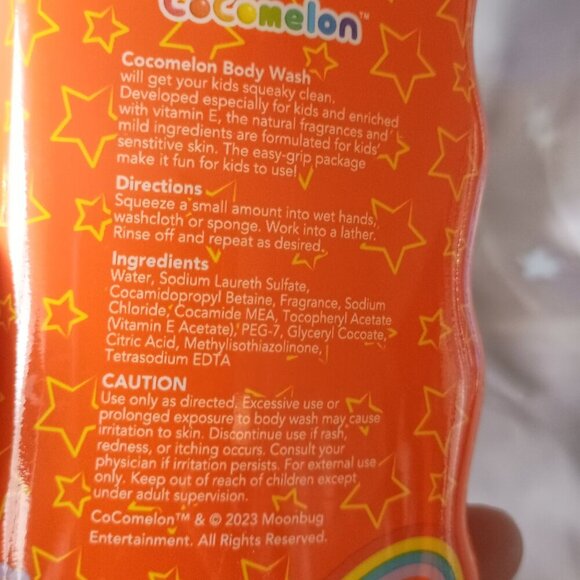 CoComelon™
Cocomelon Body Wash
will get your kids squeaky clean.
Developed especially for kids and enriched
with vitamin E, the natural fragrances and
mild ingredients are formulated for kids'
senstitive skin. The easy-grip package
make it fun for kids to use!
Directions
Squeeze a small amount into wet hands,
washcloth or sponge. Work into a lather.
Rinse off and repeat as desired.
Ingredients
Water, Sodium Laureth Sulfate,
Cocamidopropyl Betaine, Fragrance, Sodium
Chloride, Cocamide MEA, Tocopheryl Acetate
(Vitamin E Acetate), PEG-7, Glyceryl Cocoate,
Citric Acid, Methylisothiazolinone,
Tetrasodium EDTA
CAUTION
Use only as directed. Excessive use or
prolonged exposure to body wash may cause
irritation to skin. Discontinue use if rash,
redness, or itching occurs. Consult your
physician if irritation persists. For external use
only. Keep out of reach of children except
under adult supervision.
CoComelon™ & © 2023 Moonbug
Entertainment. All Rights Reserved.